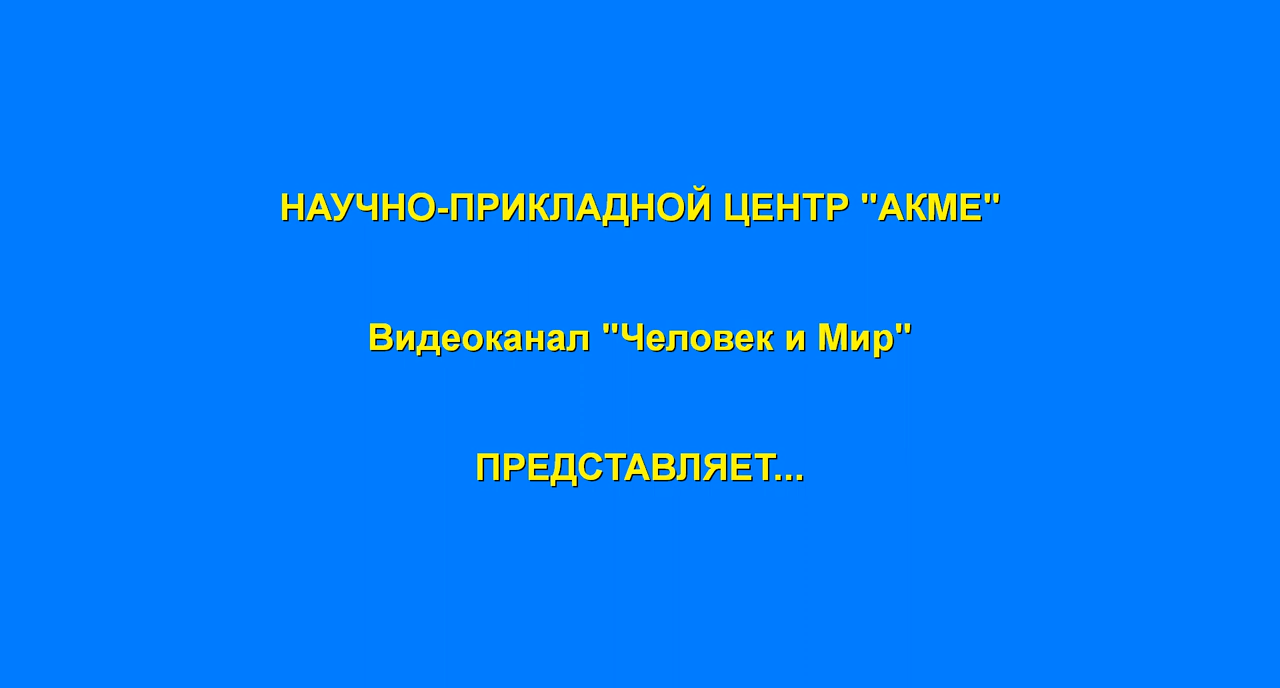 НАУЧНО-ПРИКЛАДНОЙ ЦЕНТР "АКМЕ"
Видеоканал "Человек и Мир"
ПРЕДСТАВЛЯЕТ...